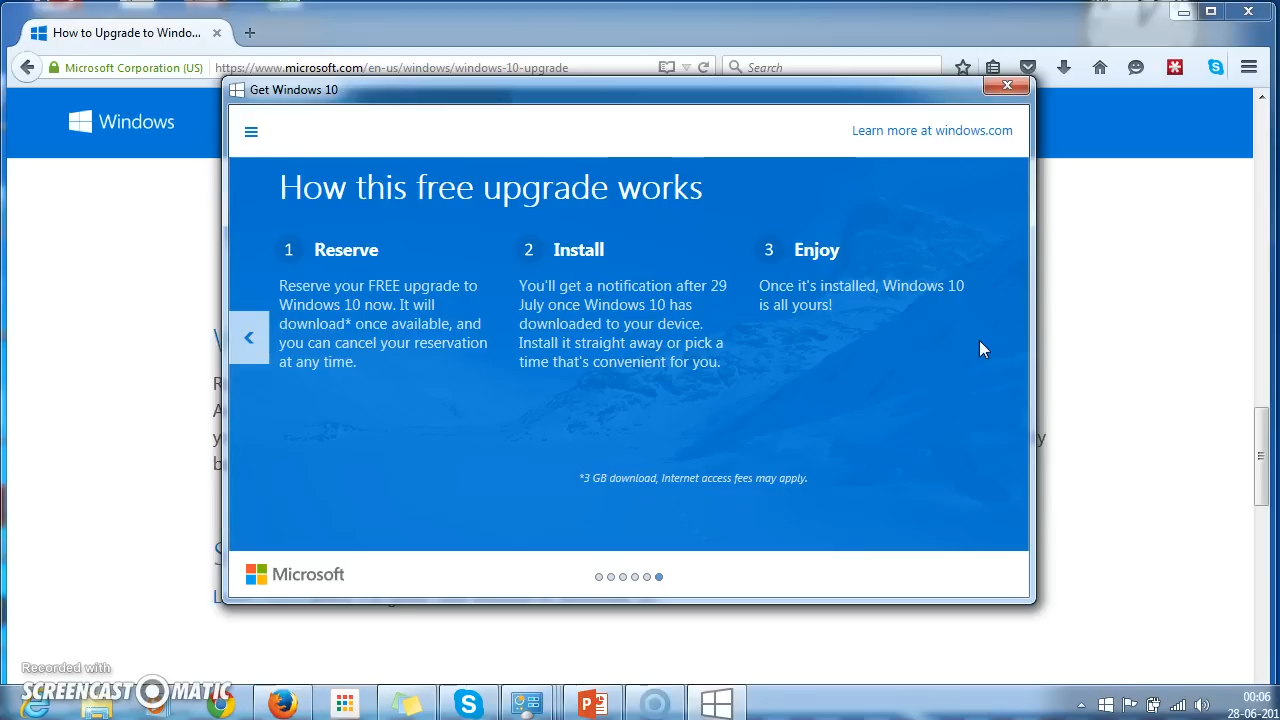 How to Upgrade to Windo...
Microsoft Corporation (US)
https://www.microsoft.com/en-us/windows/windows-10-upgrade
Search
Windows
Get Windows 10
Learn more at windows.com
How this free upgrade works
1 Reserve
Reserve your FREE upgrade to
Windows 10 now. It will
download* once available, and
you can cancel your reservation
at any time.
2 Install
You'll get a notification after 29
July once Windows 10 has
downloaded to your device.
Install it straight away or pick a
time that's convenient for you.
3 Enjoy
Once it's installed, Windows 10
is all yours!
*3 GB download, Internet access fees may apply.
Microsoft
Recorded with
SCREENCAST MATIC
00:06
28-06-201